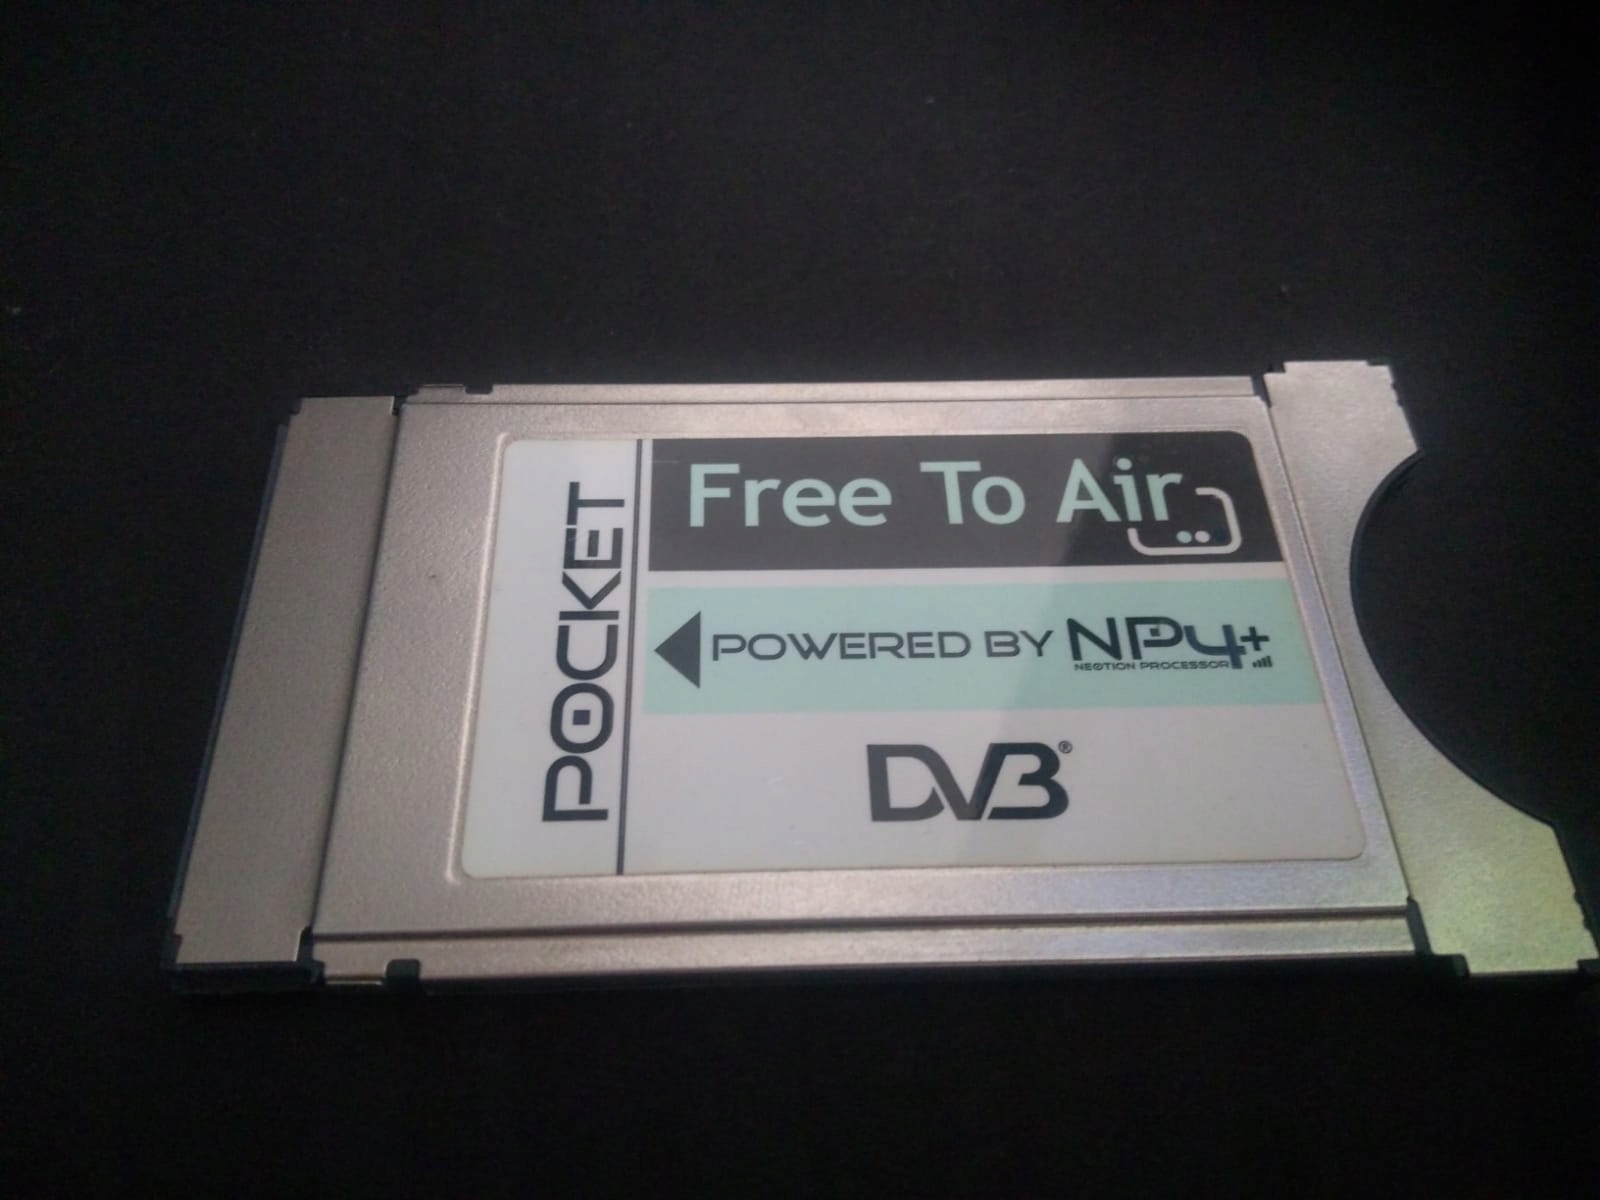 POCKET
Free To Air
POWERED BY NP4+
NEOTION PROCESSOR
DVB®